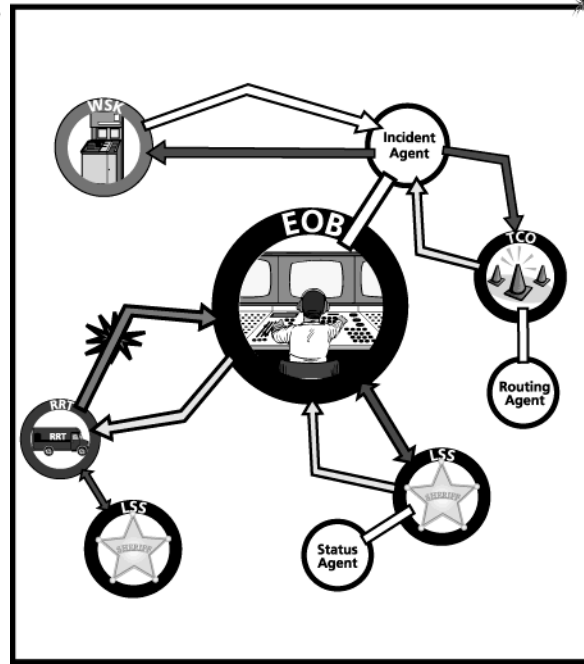 WSK
Incident
Agent
EOB
TCO
Routing
Agent
RRT
RRT
LSS
SHERIFF
LSS
SHERIFF
Status
Agent